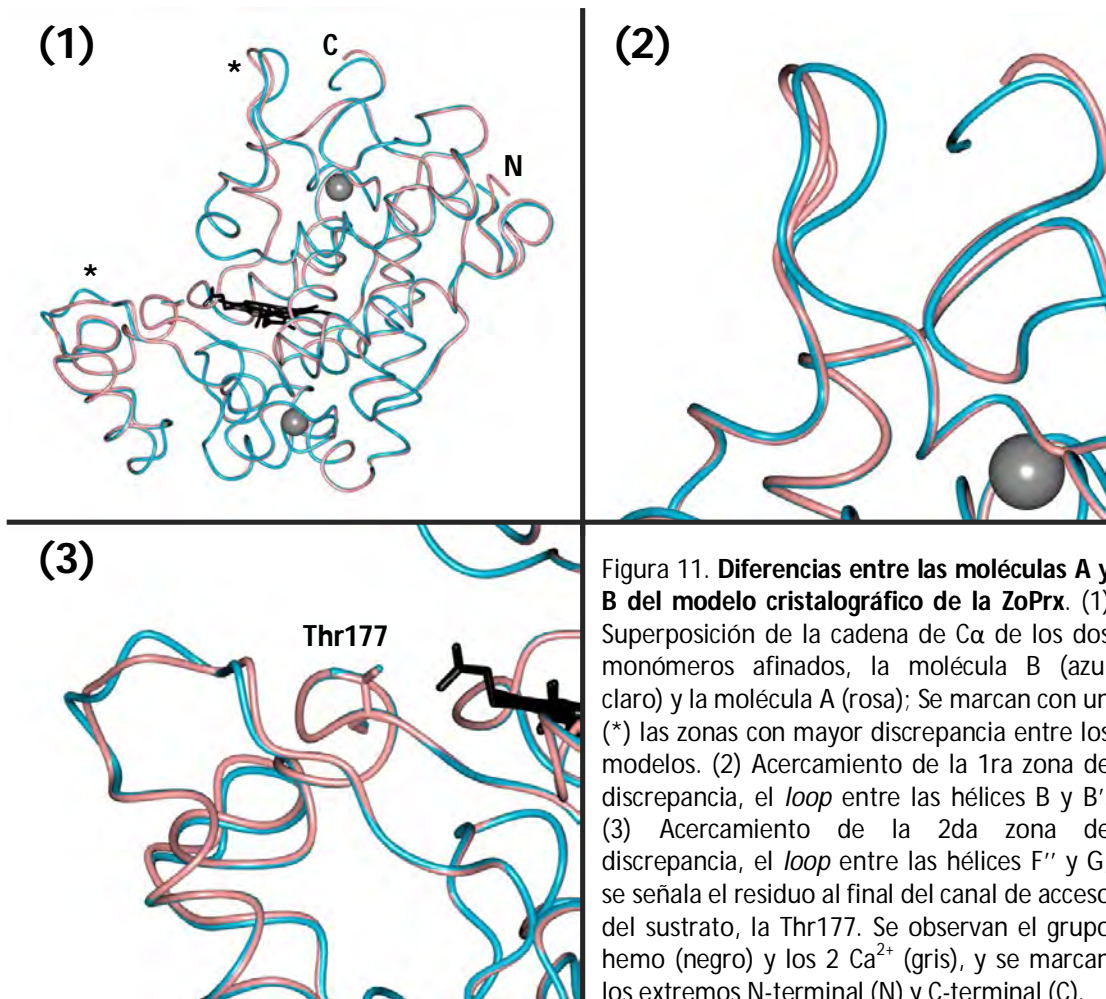 (1)
C
*
N
*
(2)
(3)
Thr177
Figura 11. Diferencias entre las moléculas A y
B del modelo cristalográfico de la ZoPrx. (1)
Superposición de la cadena de Cα de los dos
monómeros afinados, la molécula B (azu
claro) y la molécula A (rosa); Se marcan con un
(*) las zonas con mayor discrepancia entre los
modelos. (2) Acercamiento de la 1ra zona de
discrepancia, el loop entre las hélices B y B'
(3) Acercamiento de la 2da zona de
discrepancia, el loop entre las hélices F'' y G
se señala el residuo al final del canal de acceso
del sustrato, la Thr177. Se observan el grupo
hemo (negro) y los 2 Ca²⁺ (gris), y se marcan
los extremos N-terminal (N) y C-terminal (C).